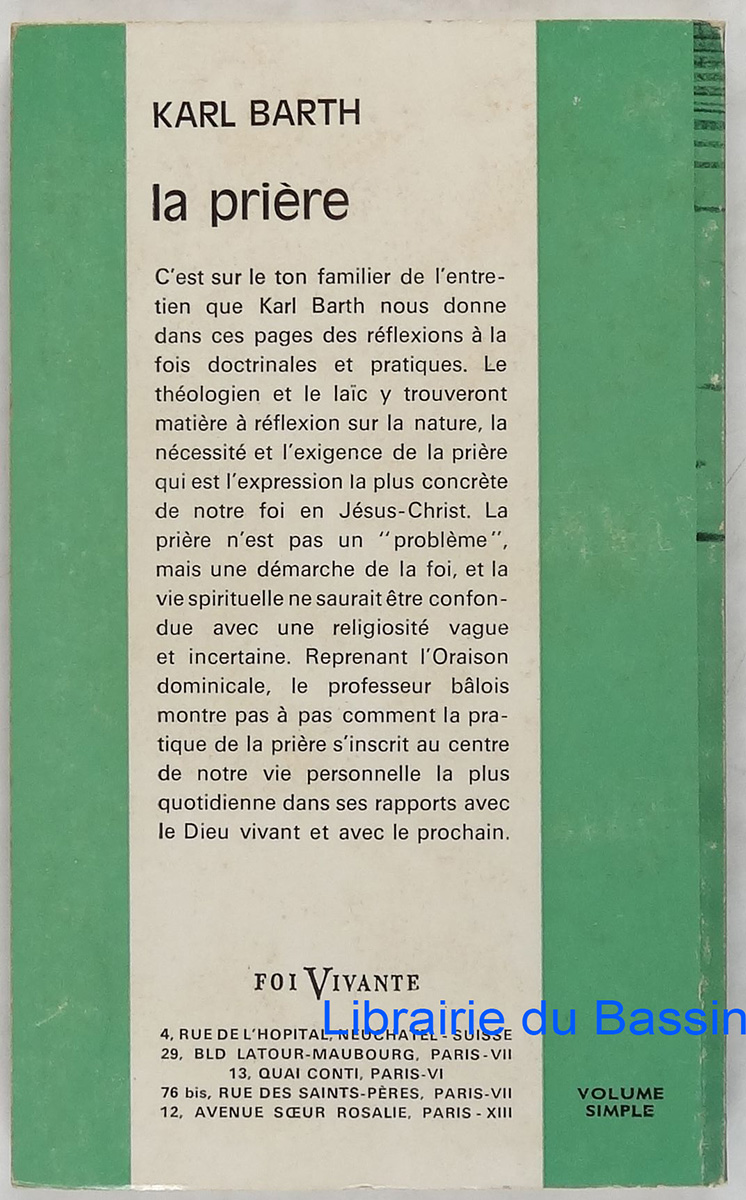 KARL BARTH
la prière
C'est sur le ton familier de l'entre-
tien que Karl Barth nous donne
dans ces pages des réflexions à la
fois doctrinales et pratiques. Le
théologien et le laïc y trouveront
matière à réflexion sur la nature, la
nécessité et l'exigence de la prière
qui est l'expression la plus concrète
de notre foi en Jésus-Christ. La
prière n'est pas un "problème",
mais une démarche de la foi, et la
vie spirituelle ne saurait être confon-
due avec une religiosité vague
et incertaine. Reprenant l'Oraison
dominicale, le professeur bâlois
montre pas à pas comment la pra-
tique de la prière s'inscrit au centre
de notre vie personnelle la plus
quotidienne dans ses rapports avec
le Dieu vivant et avec le prochain.
FOI VIVANTE
Librairie du Bassin
4, RUE DE L'HOPITAL, NEUCHATEL - SUISSE
29, BLD LATOUR-MAUBOURG, PARIS-VII
13, QUAI CONTI, PARIS-VI
76 bis, RUE DES SAINTS-PÈRES, PARIS-VII
12, AVENUE SŒUR ROSALIE, PARIS - XIII
VOLUME
SIMPLE